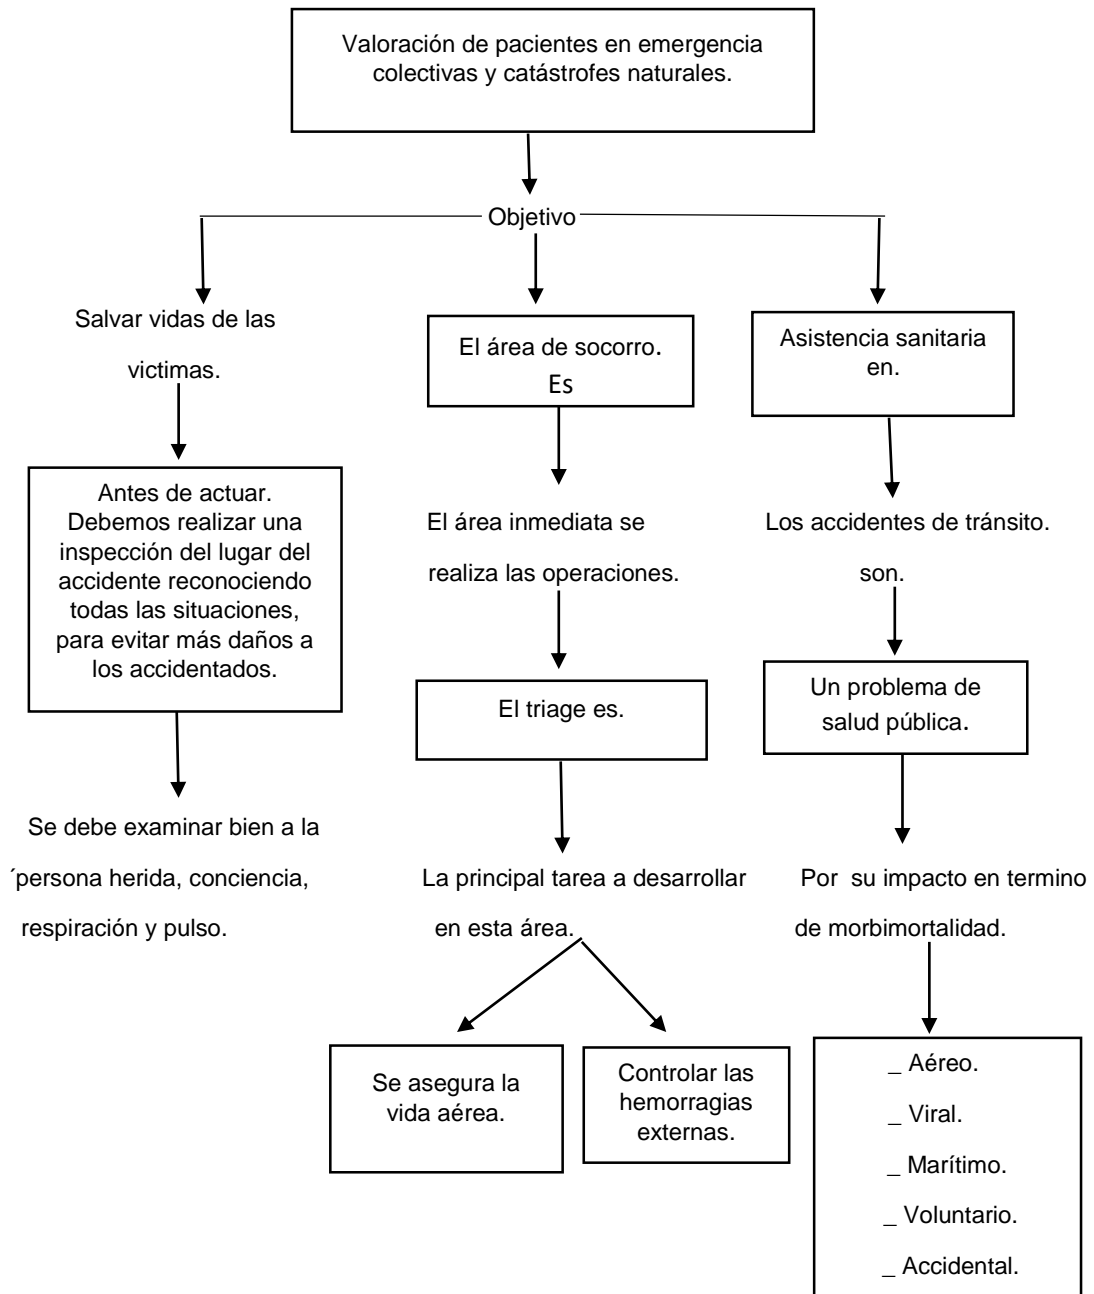 Valoración de pacientes en emergencia
colectivas y catástrofes naturales.
Objetivo
Salvar vidas de las
victimas.
Antes de actuar.
Debemos realizar una
inspección del lugar del
accidente reconociendo
todas las situaciones,
para evitar más daños a
los accidentados.
Se debe examinar bien a la
´persona herida, conciencia,
respiración y pulso.
El área de socorro.
Es
El área inmediata se
realiza las operaciones.
El triage es.
La principal tarea a desarrollar
en esta área.
Se asegura la
vida aérea.
Controlar las
hemorragias
externas.
Asistencia sanitaria
en.
Los accidentes de tránsito.
son.
Un problema de
salud pública.
Por su impacto en termino
de morbimortalidad.
_ Aéreo.
_ Viral.
_ Marítimo.
_ Voluntario.
_ Accidental.